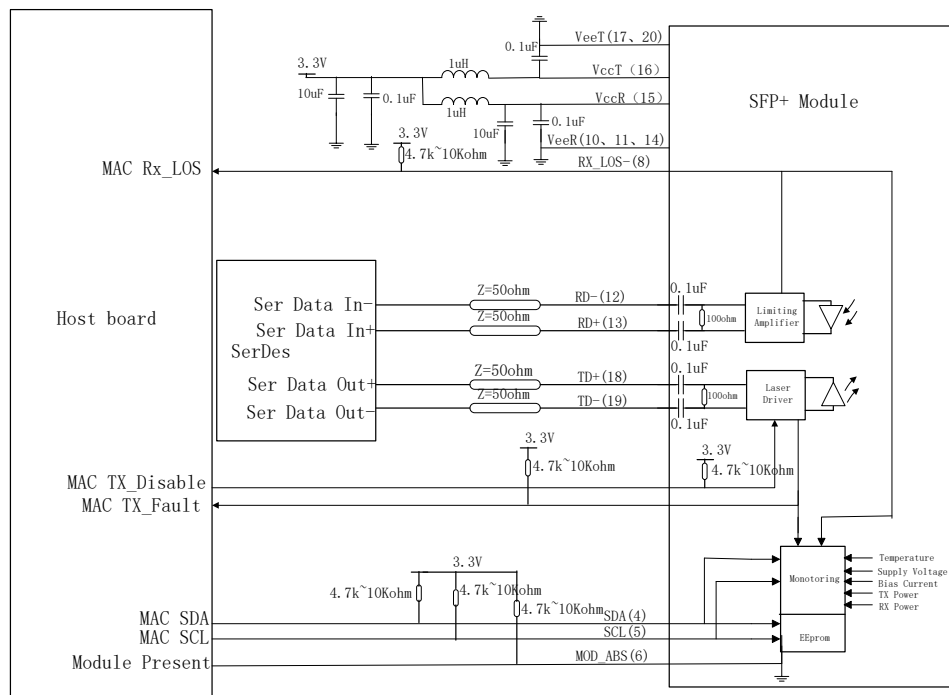 VeeT(17、20)
0.1uF
3.3V
1uH
VccT (16)
10uF
0.1uF
VccR (15)
1uH
SFP+ Module
10uF
0.1uF
3.3V
VeeR(10、11、14)
4.7k~10Kohm
RX_LOS-(8)
MAC Rx_LOS
0.1uF
Z=50ohm
RD-(12)
Ser Data In-
Host board
Z=50ohm
RD+(13)
100ohm
Limiting
Amplifier
Ser Data In+
SerDes
0.1uF
0.1uF
Z=50ohm
TD+(18)
Ser Data Out+
Z=50ohm
TD-(19)
100ohm
Laser
Driver
Ser Data Out-
0.1uF
3.3V
3.3V
4.7k~10Kohm
4.7k~10Kohm
MAC TX_Disable
MAC TX_Fault
Temperature
3.3V
Supply Voltage
Monotoring
Bias Current
4.7k~10Kohm
4.7k~10Kohm
TX Power
4.7k~10Kohm
RX Power
MAC SDA
SDA(4)
MAC SCL
SCL(5)
EEprom
Module Present
MOD_ABS(6)